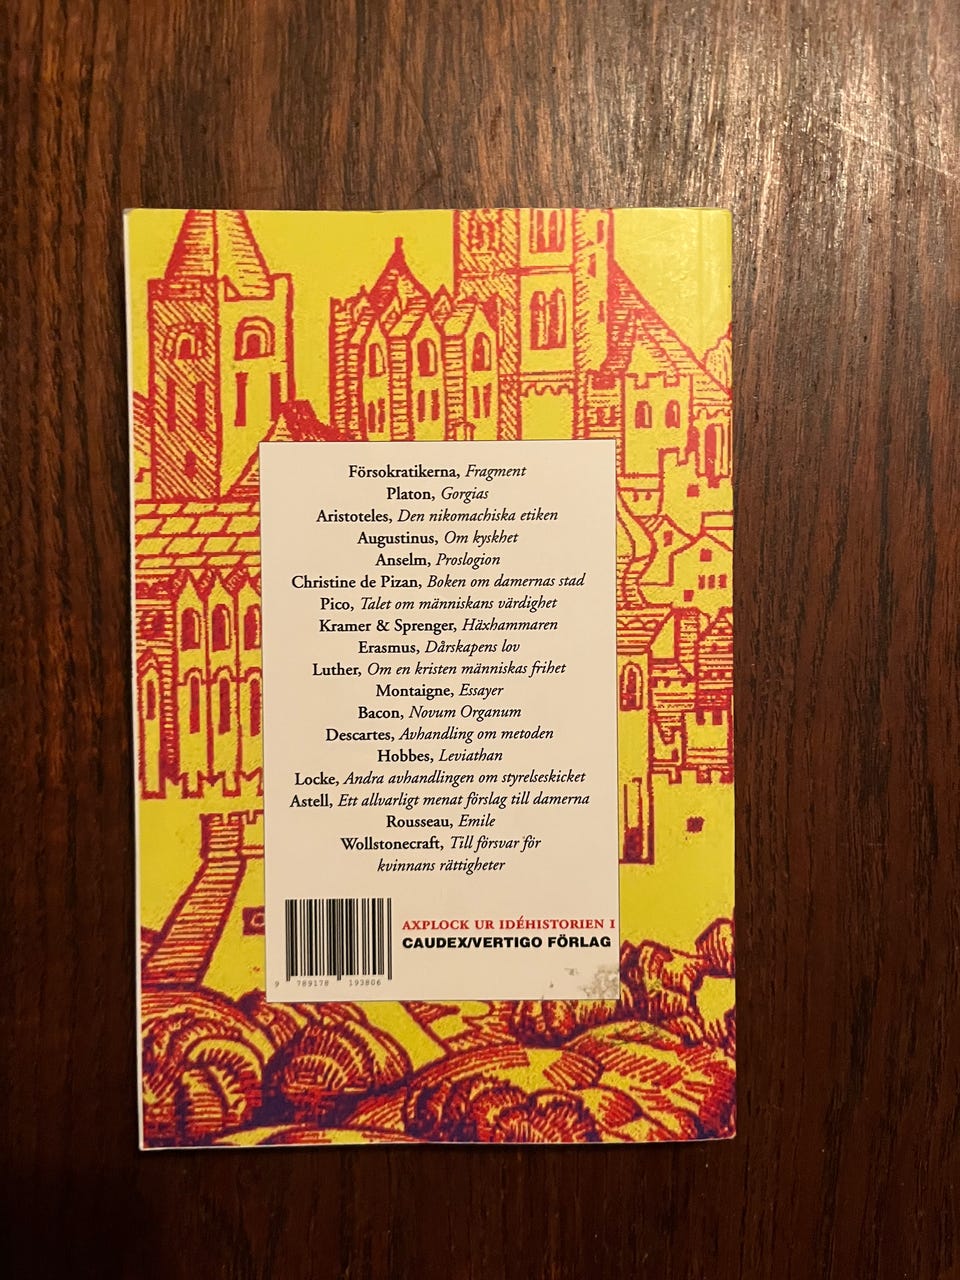 Försokratikerna, Fragment
Platon, Gorgias
Aristoteles, Den nikomachiska etiken
Augustinus, Om kyskhet
Anselm, Proslogion
Christine de Pizan, Boken om damernas stad
Pico, Talet om människans värdighet
Kramer & Sprenger, Häxhammaren
Erasmus, Dårskapens lov
Luther, Om en kristen människas frihet
Montaigne, Essayer
Bacon, Novum Organum
Descartes, Avhandling om metoden
Hobbes, Leviathan
Locke, Andra avhandlingen om styrelseskicket
Astell, Ett allvarligt menat förslag till damerna
Rousseau, Emile
Wollstonecraft, Till försvar för
kvinnans rättigheter
AXPLOCK UR IDÉHISTORIEN I
CAUDEX/VERTIGO FÖRLAG
9 789178 193806